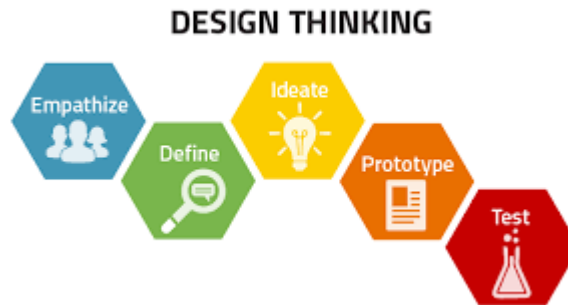 DESIGN THINKING
Empathize
Define
Ideate
Prototype
Test